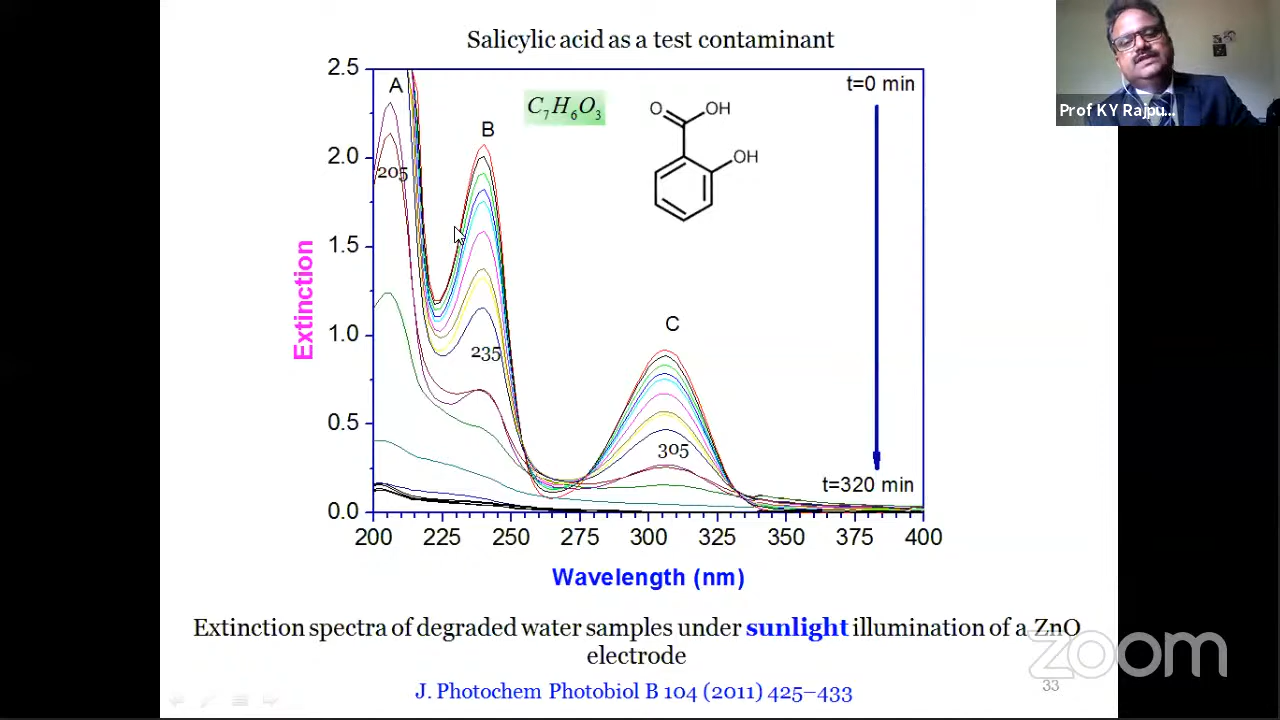 Salicylic acid as a test contaminant
2.5
2.0
1.5
1.0
0.5
0.0
Extinction
A
205
B
235
C
305
C7H6O3
O
OH
OH
t=0 min
t=320 min
200 225 250 275 300 325 350 375 400
Wavelength (nm)
Extinction spectra of degraded water samples under sunlight illumination of a ZnO
electrode
J. Photochem Photobiol B 104 (2011) 425–433
33
zoom
Prof KY Rajpu...